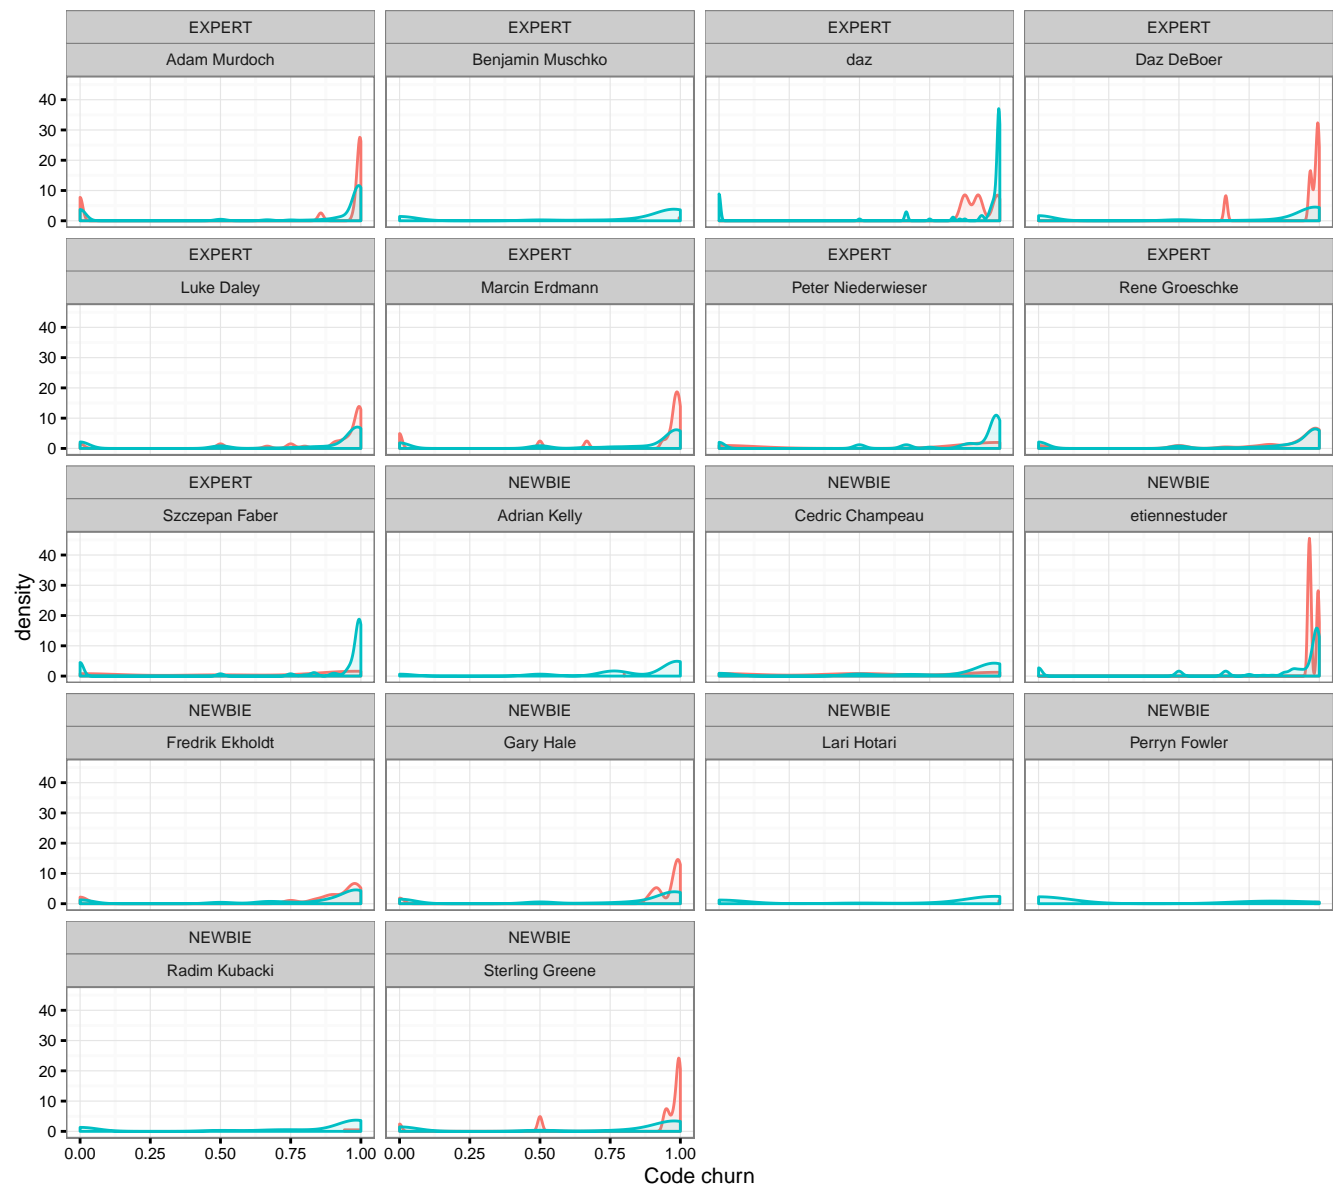 EXPERT EXPERT EXPERT EXPERT
Adam Murdoch Benjamin Muschko daz Daz DeBoer
40
30
20
10
0
EXPERT EXPERT EXPERT EXPERT
Luke Daley Marcin Erdmann Peter Niederwieser Rene Groeschke
40
30
20
10
0
EXPERT NEWBIE NEWBIE NEWBIE
Szczepan Faber Adrian Kelly Cedric Champeau etiennestuder
40
30
20
10
0
density
NEWBIE NEWBIE NEWBIE NEWBIE
Fredrik Ekholdt Gary Hale Lari Hotari Perryn Fowler
40
30
20
10
0
NEWBIE NEWBIE
Radim Kubacki Sterling Greene
40
30
20
10
0
0.00 0.25 0.50 0.75 1.00 0.00 0.25 0.50 0.75 1.00
Code churn